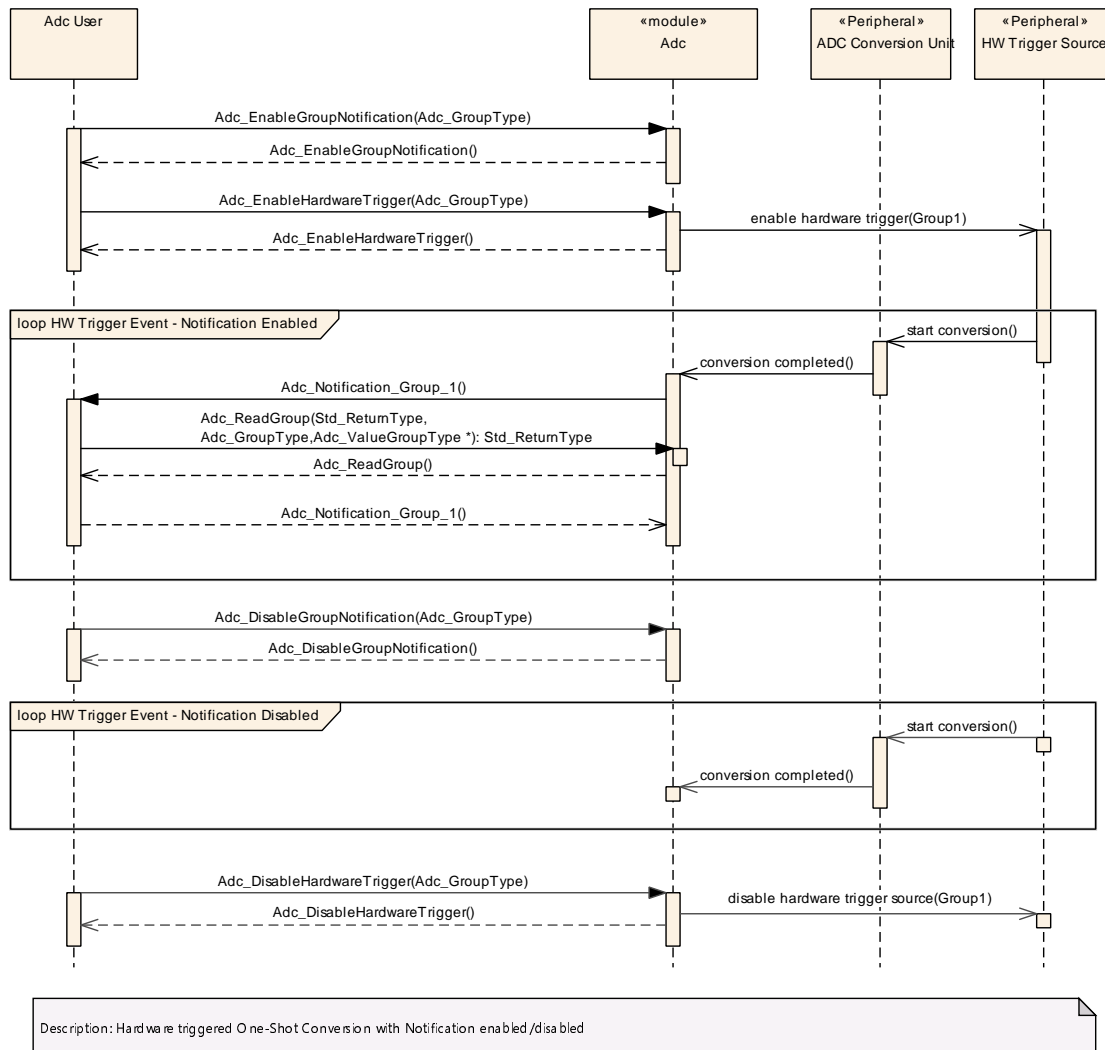 Adc User
«module»
Adc
«Peripheral»
ADC Conversion Unit
«Peripheral»
HW Trigger Source
Adc_EnableGroupNotification(Adc_GroupType)
Adc_EnableGroupNotification()
Adc_EnableHardwareTrigger(Adc_GroupType)
enable hardware trigger(Group1)
Adc_EnableHardwareTrigger()
loop HW Trigger Event - Notification Enabled
start conversion()
conversion completed()
Adc_Notification_Group_1()
Adc_ReadGroup(Std_ReturnType,
Adc_GroupType,Adc_ValueGroupType *): Std_ReturnType
Adc_ReadGroup()
Adc_Notification_Group_1()
Adc_DisableGroupNotification(Adc_GroupType)
Adc_DisableGroupNotification()
loop HW Trigger Event - Notification Disabled
start conversion()
conversion completed()
Adc_DisableHardwareTrigger(Adc_GroupType)
disable hardware trigger source(Group1)
Adc_DisableHardwareTrigger()
Description: Hardware triggered One-Shot Conversion with Notification enabled/disabled